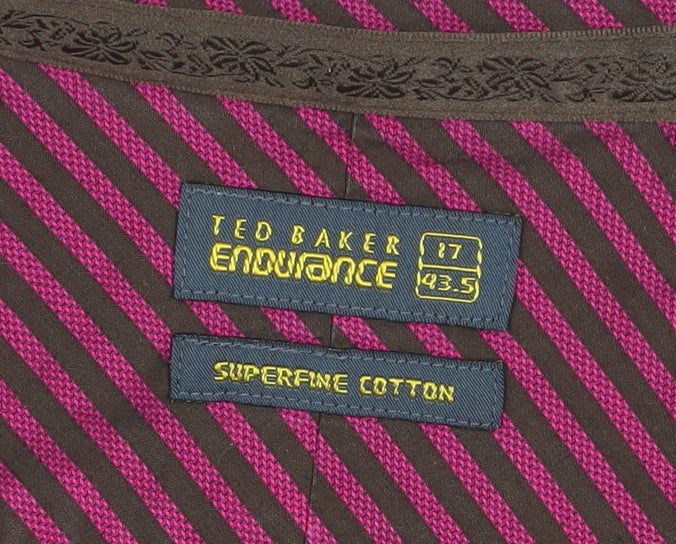 TED BAKER
ENDURANCE
17
43.5
SUPERFINE COTTON